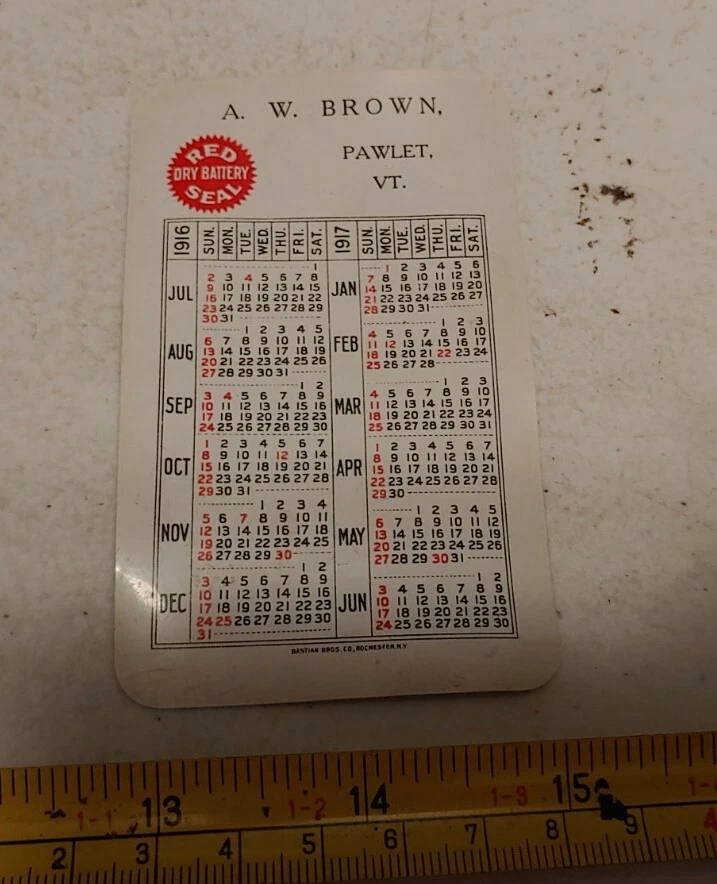 A. W. BROWN,
RED
DRY BATTERY
SEAL
PAWLET,
VT.
1916 SUN. MON. TUE. WED. THU. FRI. SAT.
JUL
1
2 3 4 5 6 7 8
9 10 11 12 13 14 15
16 17 18 19 20 21 22
23 24 25 26 27 28 29
30 31
AUG
1 2 3 4 5
6 7 8 9 10 11 12
13 14 15 16 17 18 19
20 21 22 23 24 25 26
27 28 29 30 31
SEP
1 2
3 4 5 6 7 8 9
10 11 12 13 14 15 16
17 18 19 20 21 22 23
24 25 26 27 28 29 30
OCT
1 2 3 4 5 6 7
8 9 10 11 12 13 14
15 16 17 18 19 20 21
22 23 24 25 26 27 28
29 30 31
NOV
1 2 3 4
5 6 7 8 9 10 11
12 13 14 15 16 17 18
19 20 21 22 23 24 25
26 27 28 29 30
DEC
1 2
3 4 5 6 7 8 9
10 11 12 13 14 15 16
17 18 19 20 21 22 23
24 25 26 27 28 29 30
31
1917 SUN. MON. TUE. WED. THU. FRI. SAT.
JAN
1 2 3 4 5 6
7 8 9 10 11 12 13
14 15 16 17 18 19 20
21 22 23 24 25 26 27
28 29 30 31
FEB
1 2 3
4 5 6 7 8 9 10
11 12 13 14 15 16 17
18 19 20 21 22 23 24
25 26 27 28
MAR
1 2 3
4 5 6 7 8 9 10
11 12 13 14 15 16 17
18 19 20 21 22 23 24
25 26 27 28 29 30 31
APR
1 2 3 4 5 6 7
8 9 10 11 12 13 14
15 16 17 18 19 20 21
22 23 24 25 26 27 28
29 30
MAY
1 2 3 4 5
6 7 8 9 10 11 12
13 14 15 16 17 18 19
20 21 22 23 24 25 26
27 28 29 30 31
JUN
1 2
3 4 5 6 7 8 9
10 11 12 13 14 15 16
17 18 19 20 21 22 23
24 25 26 27 28 29 30
BASTIAN BROS. CO., ROCHESTER, N.Y.
1-1 13 1-2 14 1-3 15
2 3 4 5 6 7 8 9